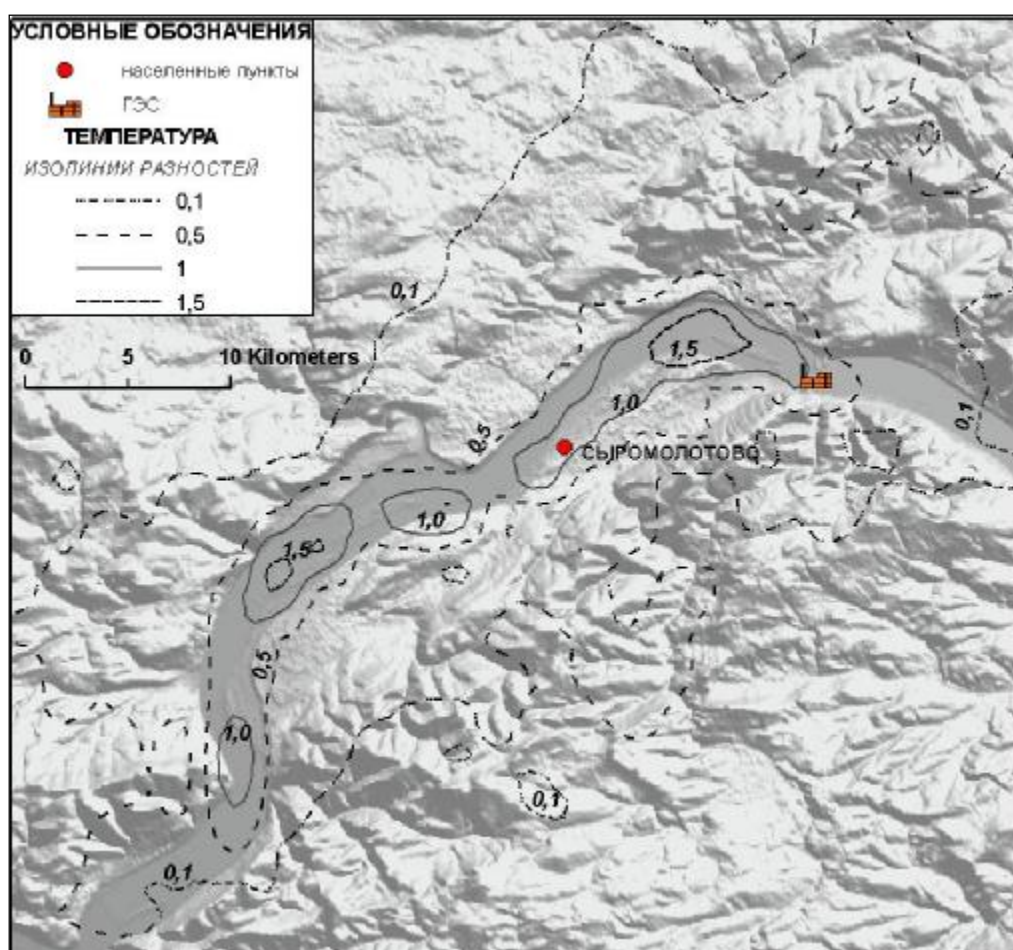 УСЛОВНЫЕ ОБОЗНАЧЕНИЯ
населенные пункты
ГЭС
ТЕМПЕРАТУРА
ИЗОЛИНИИ РАЗНОСТЕЙ
0,1
0,5
1
1,5
0 5 10 Kilometers
0,1
1,5
1,0
0,1
0,5
СЫРОМОЛОТОВО
1,0
1,5
0,5
1,0
0,1
0,1